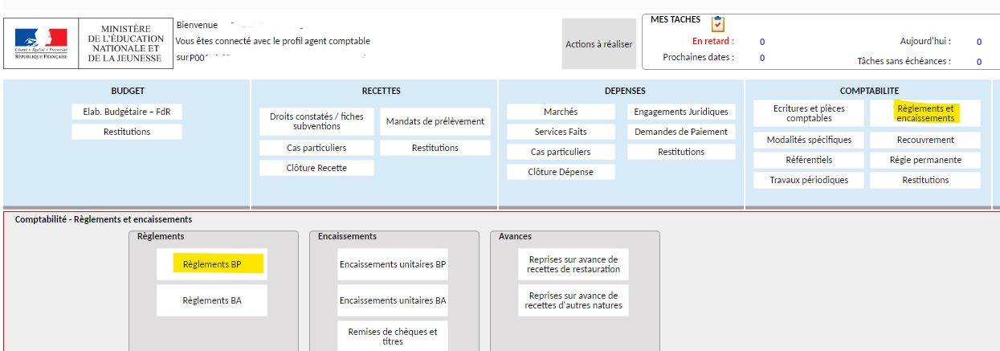 MINISTÈRE
DE L'ÉDUCATION
NATIONALE ET
DE LA JEUNESSE
Liberté • Égalité • Fraternité
RÉPUBLIQUE FRANÇAISE
Bienvenue
Vous êtes connecté avec le profil agent comptable
sur
Actions à réaliser
MES TACHES
En retard : 0
Aujourd'hui : 0
Prochaines dates : 0
Tâches sans échéances : 0
BUDGET
Elab. Budgétaire – FdR
Restitutions
RECETTES
Droits constatés / fiches
subventions
Mandats de prélèvement
Cas particuliers
Restitutions
Clôture Recette
DEPENSES
Marchés
Engagements Juridiques
Services Faits
Demandes de Paiement
Cas particuliers
Restitutions
Clôture Dépense
COMPTABILITE
Ecritures et pièces
comptables
Règlements et
encaissements
Modalités spécifiques
Recouvrement
Référentiels
Régie permanente
Travaux périodiques
Restitutions
Comptabilité - Règlements et encaissements
Règlements
Règlements BP
Règlements BA
Encaissements
Encaissements unitaires BP
Encaissements unitaires BA
Remises de chèques et
titres
Avances
Reprises sur avance de
recettes de restauration
Reprises sur avance de
recettes d'autres natures